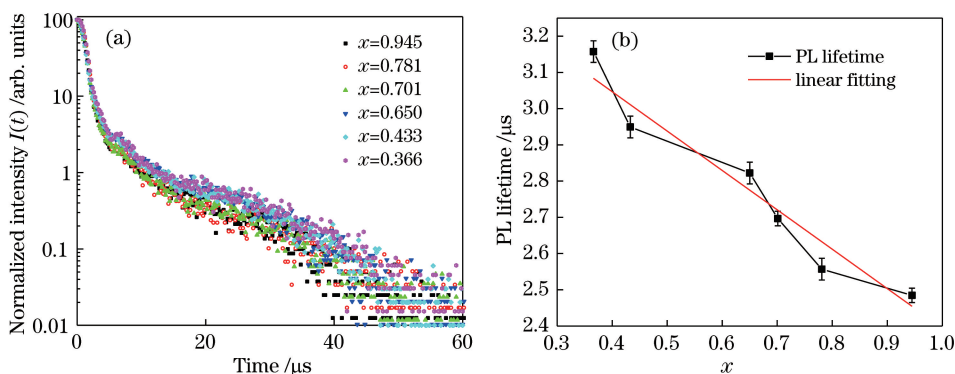 (a)
Normalized intensity I(t) /arb. units
100
10
1
0.1
0.01
x=0.945
x=0.781
x=0.701
x=0.650
x=0.433
x=0.366
0 20 40 60
Time /μs
(b)
PL lifetime /μs
3.2
3.1
3.0
2.9
2.8
2.7
2.6
2.5
2.4
PL lifetime
linear fitting
0.3 0.4 0.5 0.6 0.7 0.8 0.9 1.0
x